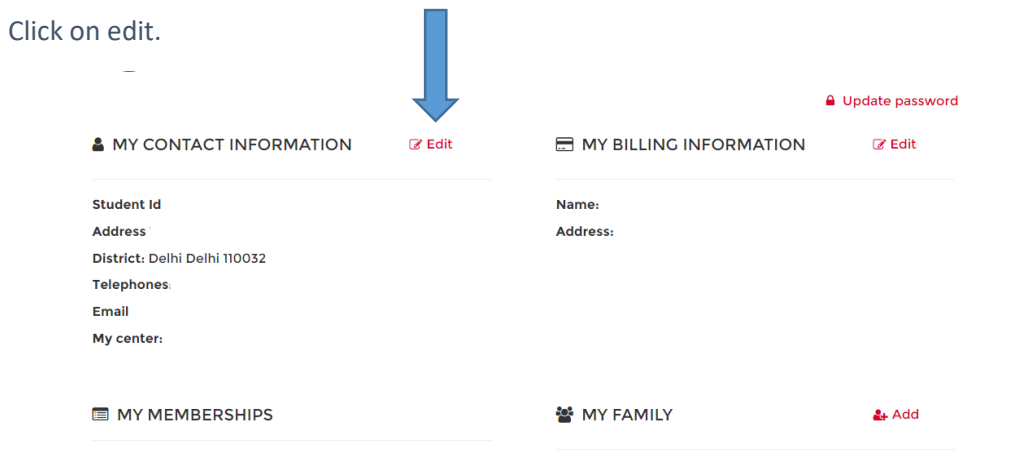 Click on edit.
Update password
MY CONTACT INFORMATION Edit
Student Id
Address
District: Delhi Delhi 110032
Telephones:
Email
My center:
MY BILLING INFORMATION Edit
Name:
Address:
MY MEMBERSHIPS
MY FAMILY Add